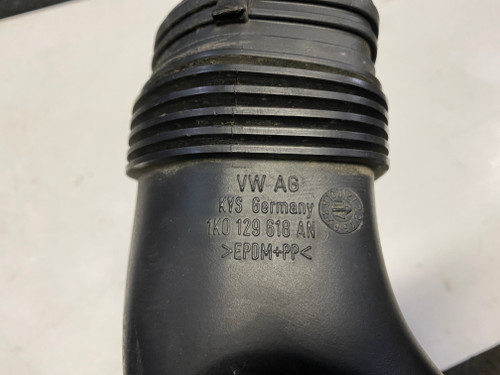 VW AG
KYS Germany
1K0 129 618 AN
>EPDM+PP<